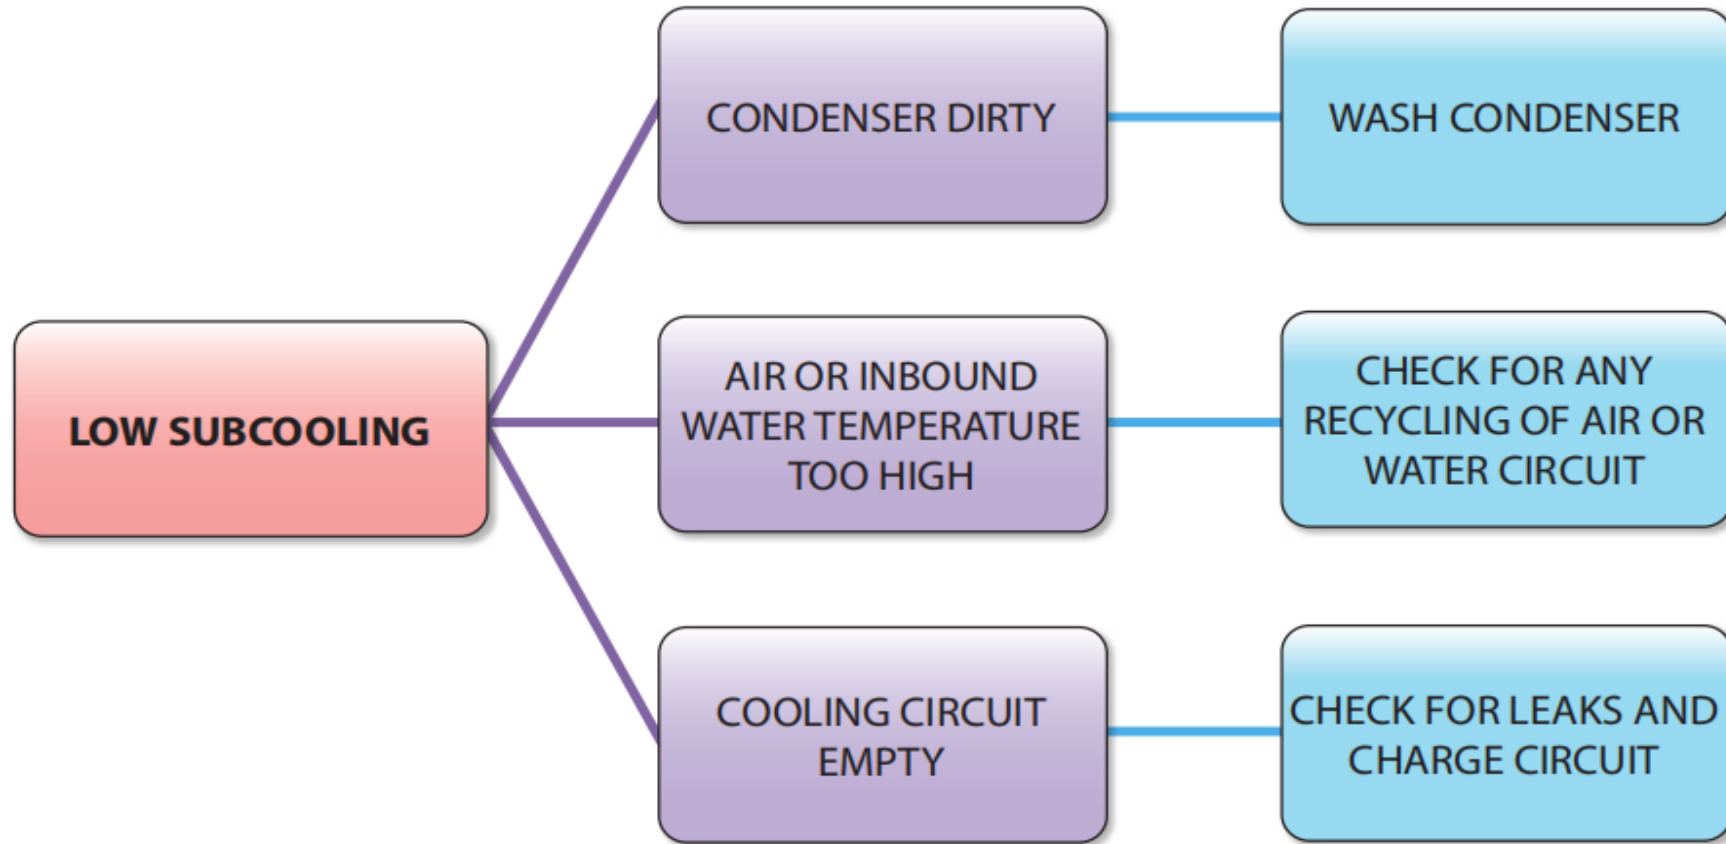 CONDENSER DIRTY
WASH CONDENSER
LOW SUBCOOLING
AIR OR INBOUND
WATER TEMPERATURE
TOO HIGH
CHECK FOR ANY
RECYCLING OF AIR OR
WATER CIRCUIT
COOLING CIRCUIT
EMPTY
CHECK FOR LEAKS AND
CHARGE CIRCUIT